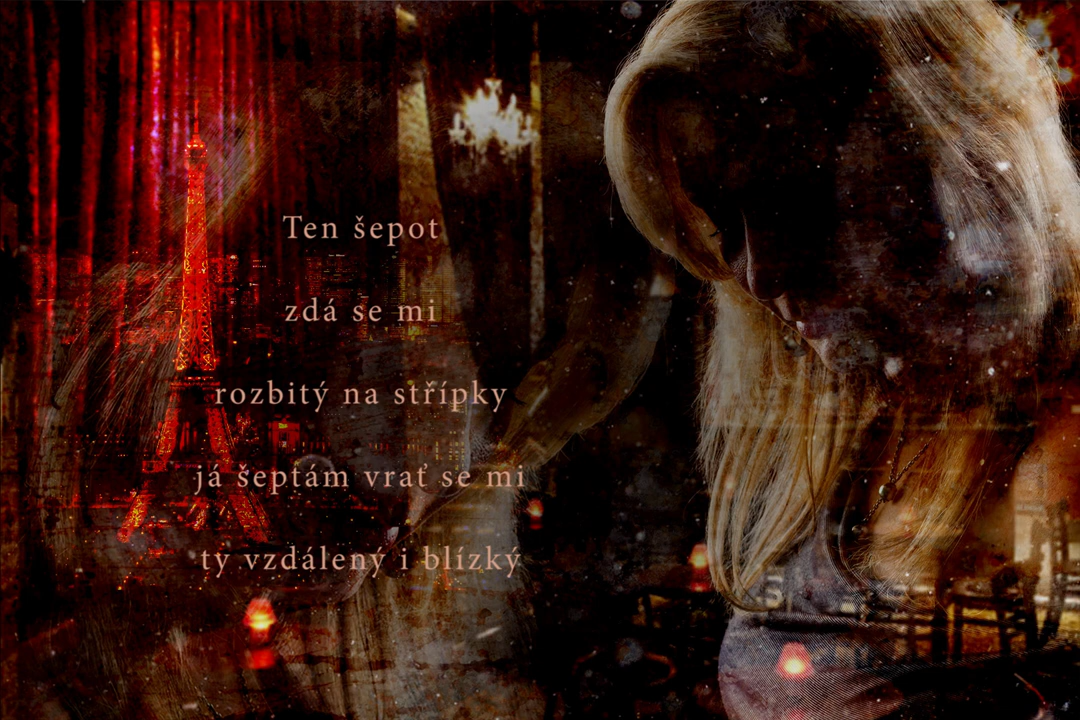 Ten šepot
zdá se mi
rozbitý na střípky
já šeptám vrať se mi
ty vzdálený i blízký